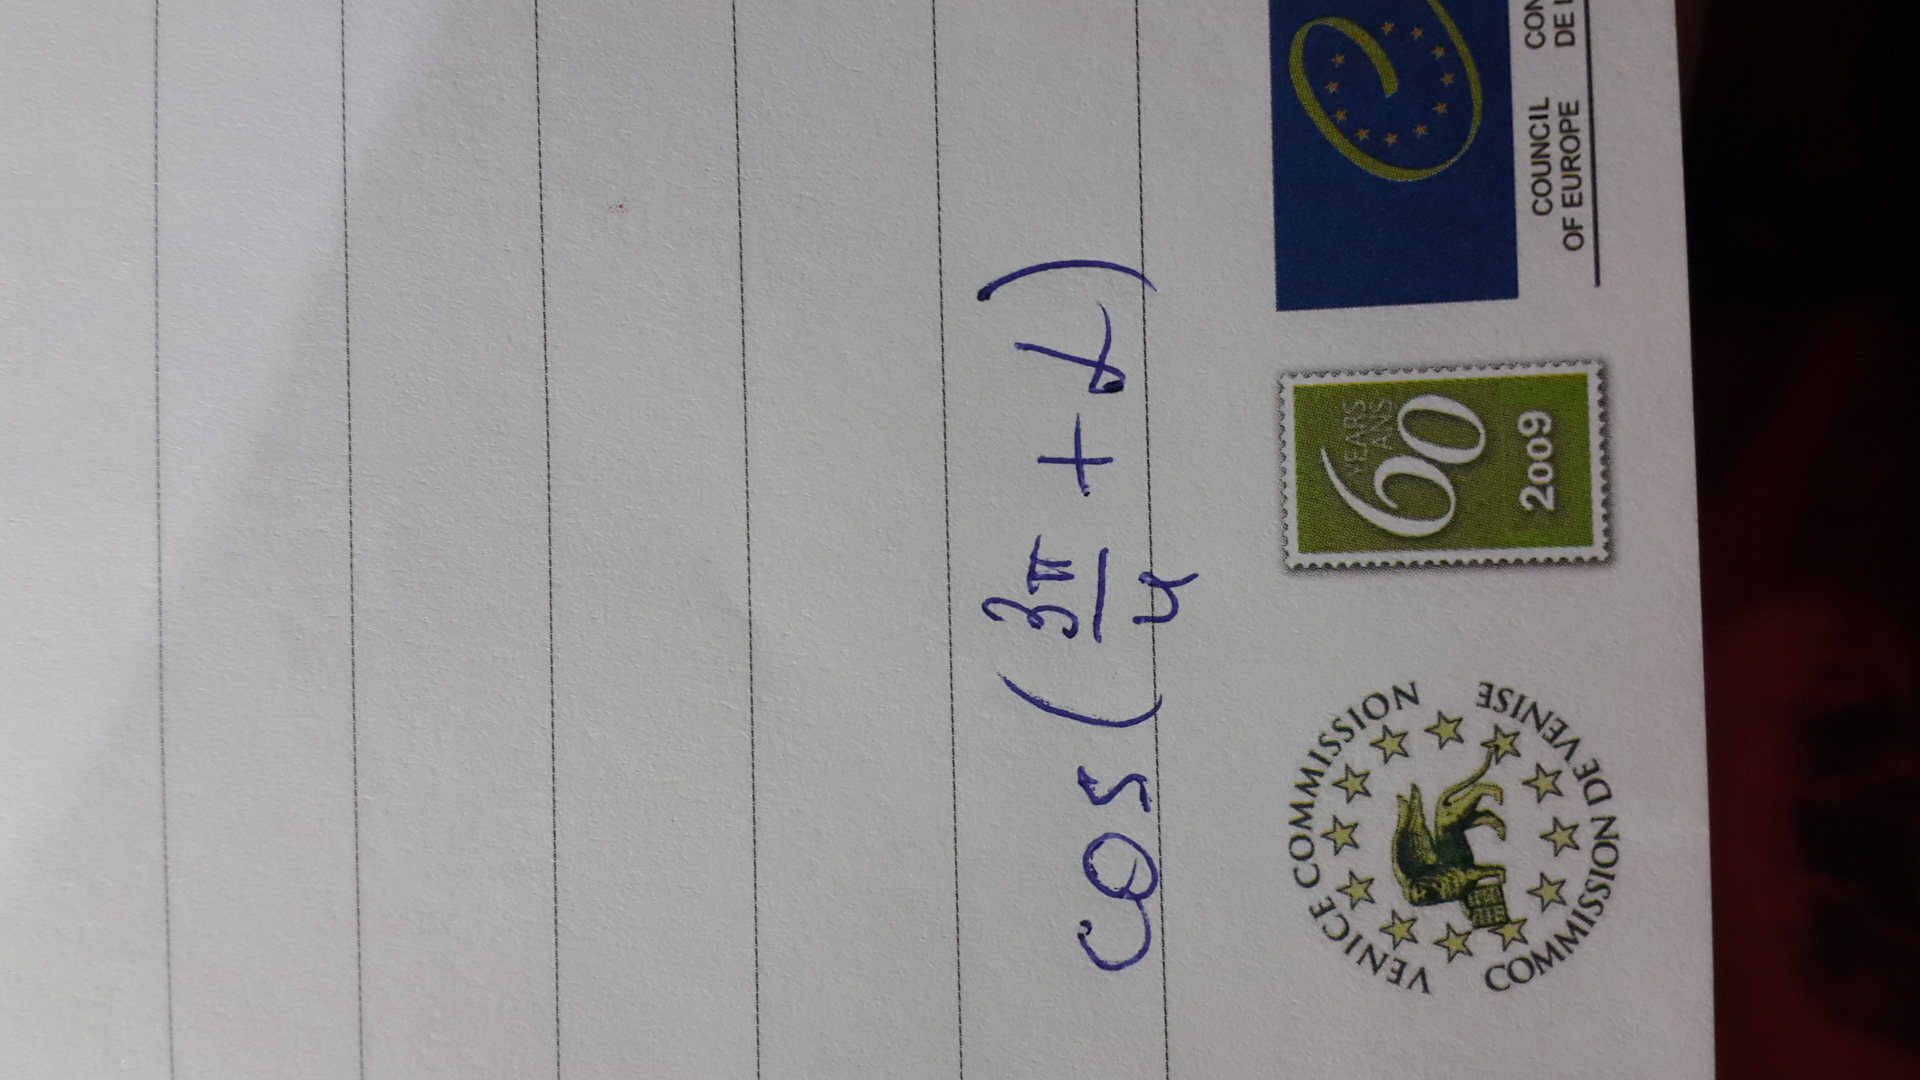 cos (3π/4 + α)
VENICE COMMISSION
COMMISSION DE VENISE
60
YEARS
ANS
2009
COUNCIL
OF EUROPE